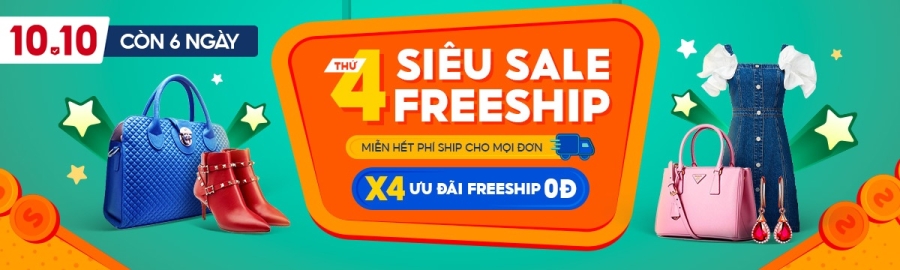 10.10 CÒN 6 NGÀY
THỨ 4 SIÊU SALE
FREESHIP
MIỄN HẾT PHÍ SHIP CHO MỌI ĐƠN
X4 ƯU ĐÃI FREESHIP 0Đ